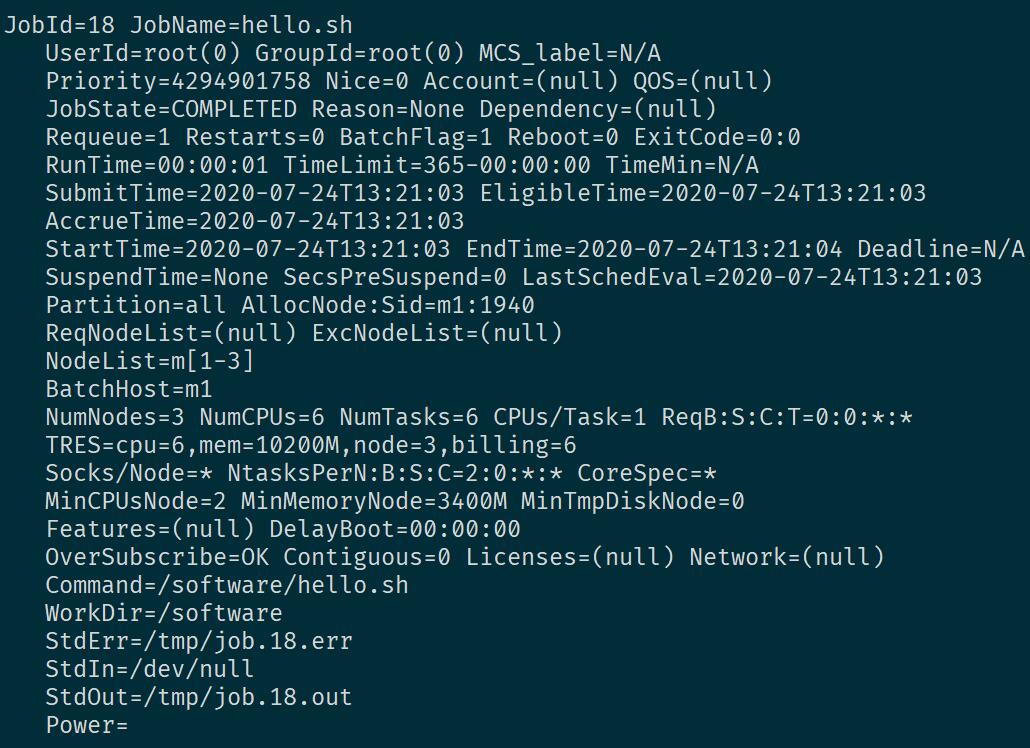 JobId=18 JobName=hello.sh
UserId=root(0) GroupId=root(0) MCS_label=N/A
Priority=4294901758 Nice=0 Account=(null) QOS=(null)
JobState=COMPLETED Reason=None Dependency=(null)
Requeue=1 Restarts=0 BatchFlag=1 Reboot=0 ExitCode=0:0
RunTime=00:00:01 TimeLimit=365-00:00:00 TimeMin=N/A
SubmitTime=2020-07-24T13:21:03 EligibleTime=2020-07-24T13:21:03
AccrueTime=2020-07-24T13:21:03
StartTime=2020-07-24T13:21:03 EndTime=2020-07-24T13:21:04 Deadline=N/A
SuspendTime=None SecsPreSuspend=0 LastSchedEval=2020-07-24T13:21:03
Partition=all AllocNode:Sid=m1:1940
ReqNodeList=(null) ExcNodeList=(null)
NodeList=m[1-3]
BatchHost=m1
NumNodes=3 NumCPUs=6 NumTasks=6 CPUs/Task=1 ReqB:S:C:T=0:0:*:*
TRES=cpu=6,mem=10200M,node=3,billing=6
Socks/Node=* NtasksPerN:B:S:C=2:0:*:* CoreSpec=*
MinCPUsNode=2 MinMemoryNode=3400M MinTmpDiskNode=0
Features=(null) DelayBoot=00:00:00
OverSubscribe=OK Contiguous=0 Licenses=(null) Network=(null)
Command=/software/hello.sh
WorkDir=/software
StdErr=/tmp/job.18.err
StdIn=/dev/null
StdOut=/tmp/job.18.out
Power=